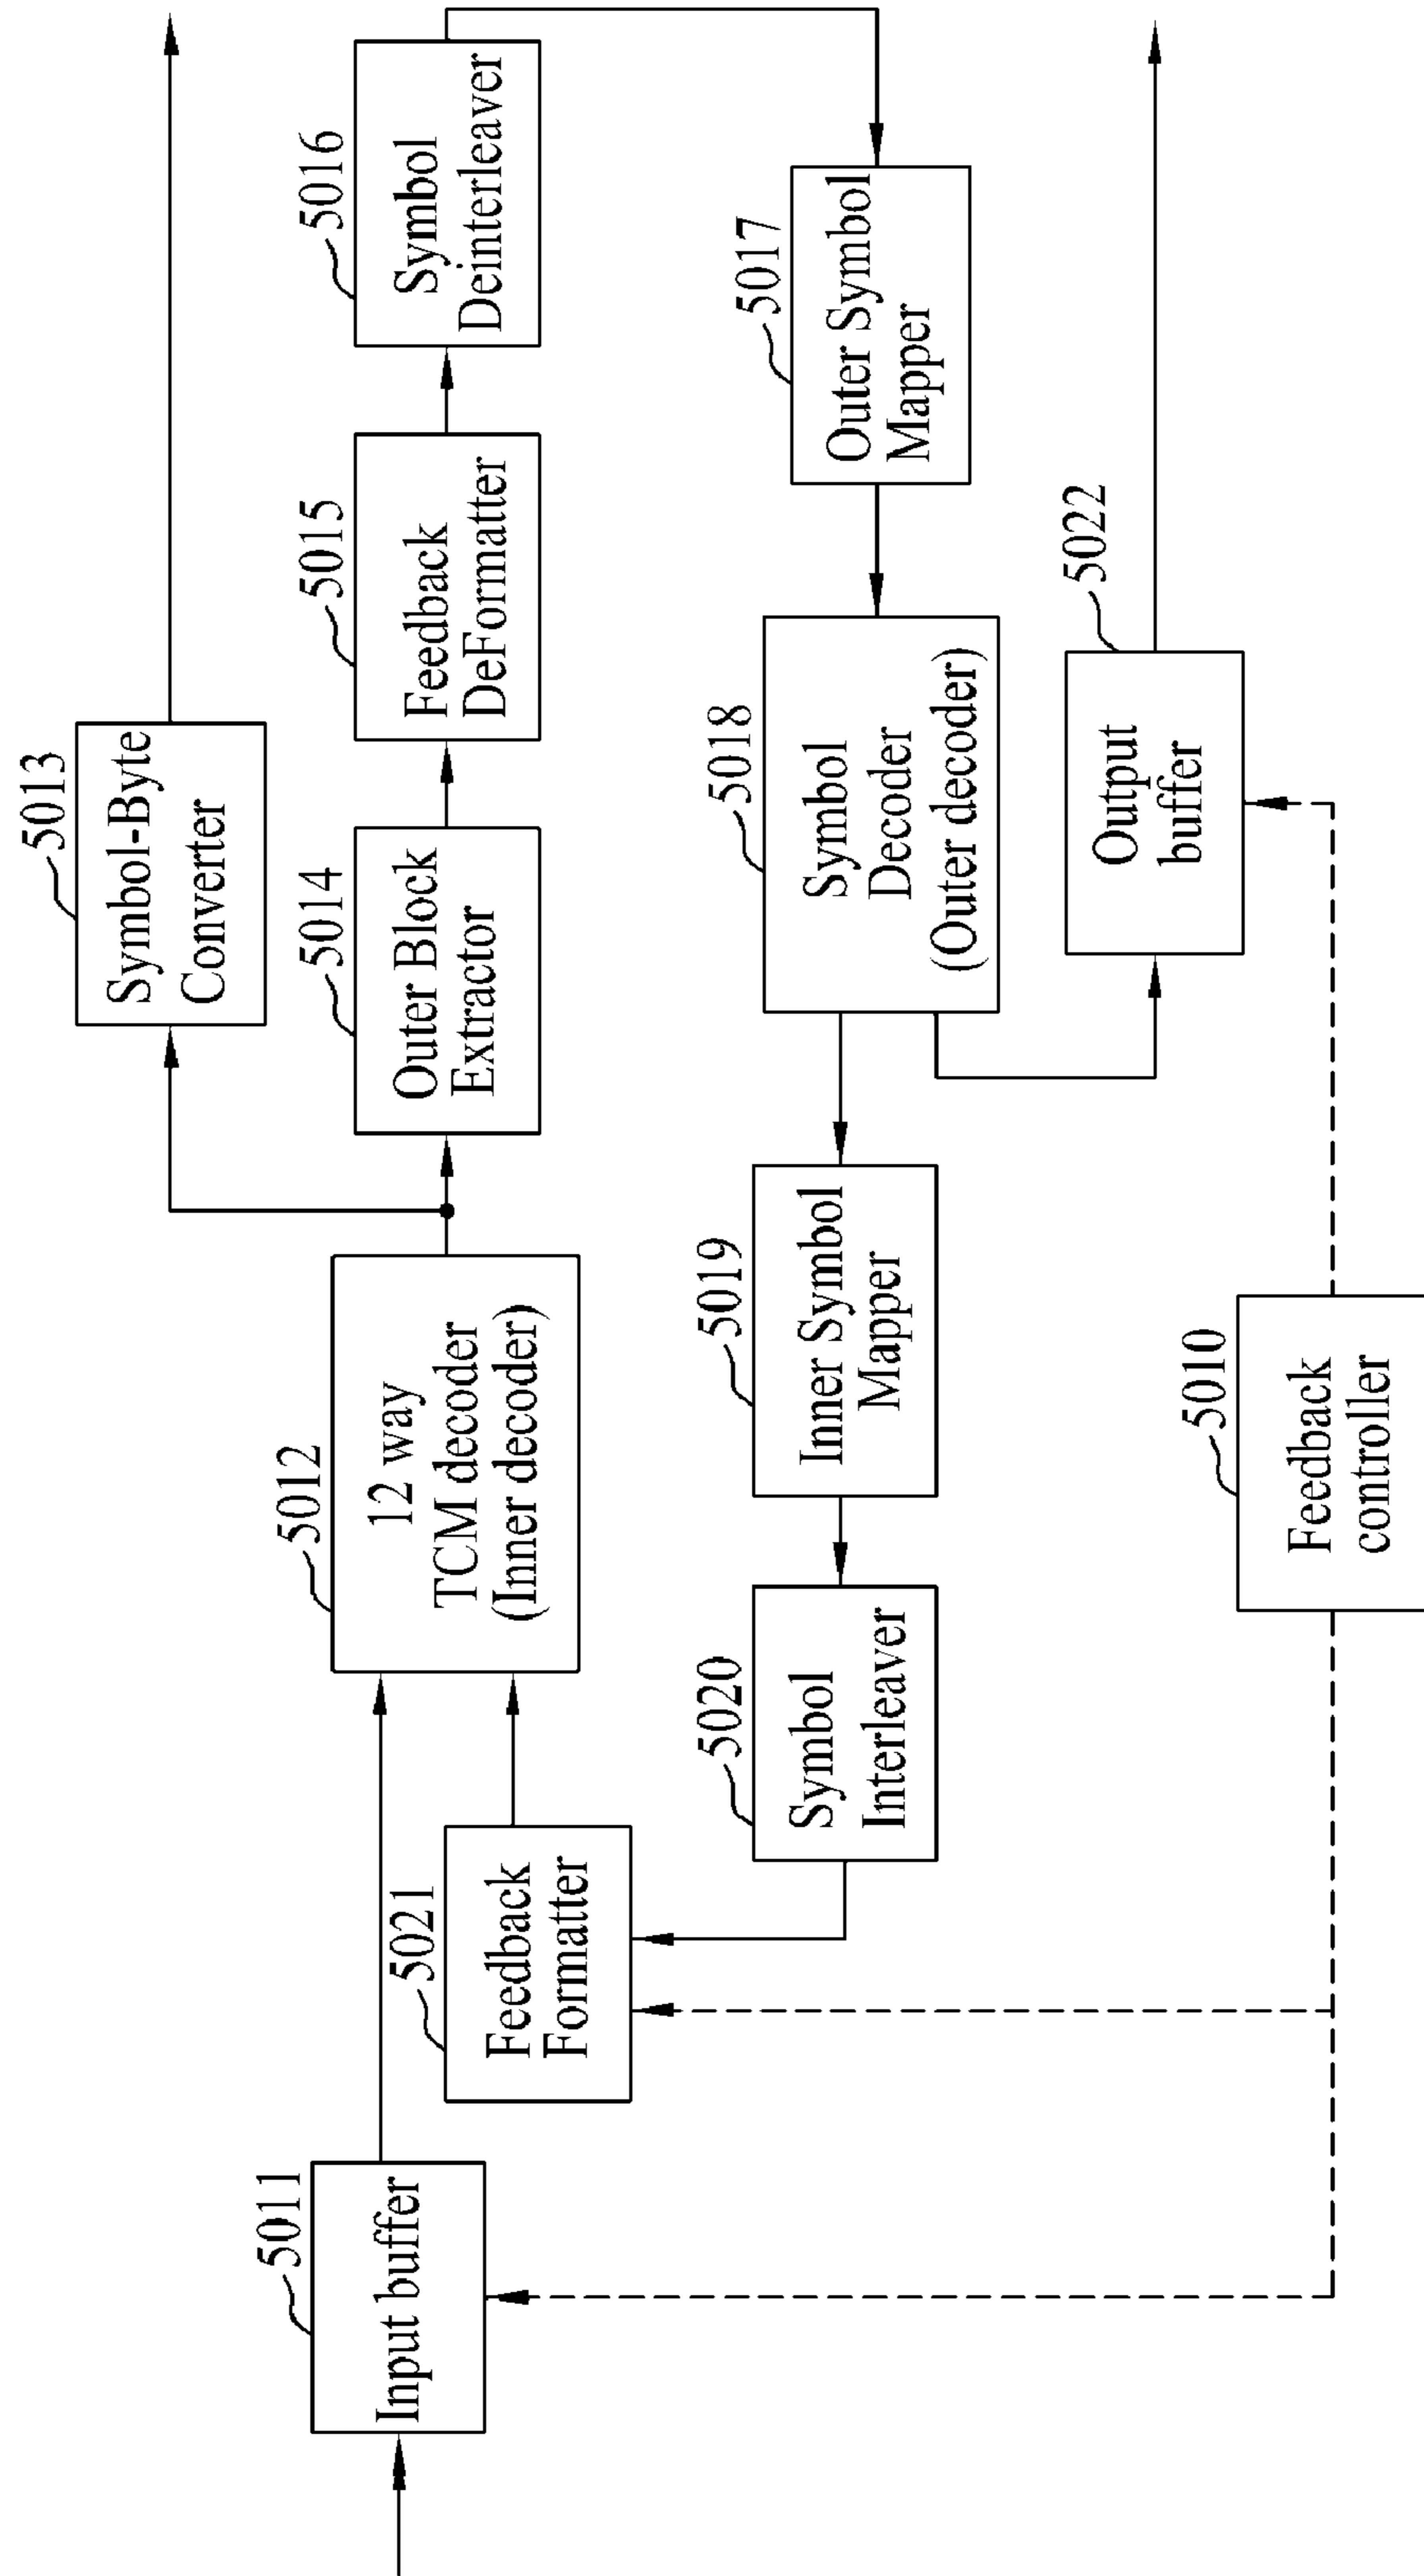 5013
Symbol-Byte
Converter
5011
Input buffer
5012
12 way
TCM decoder
(Inner decoder)
5014
Outer Block
Extractor
5015
Feedback
DeFormatter
5016
Symbol
Deinterleaver
5021
Feedback
Formatter
5020
Symbol
Interleaver
5019
Inner Symbol
Mapper
5018
Symbol
Decoder
(Outer decoder)
5017
Outer Symbol
Mapper
5022
Output
buffer
5010
Feedback
controller